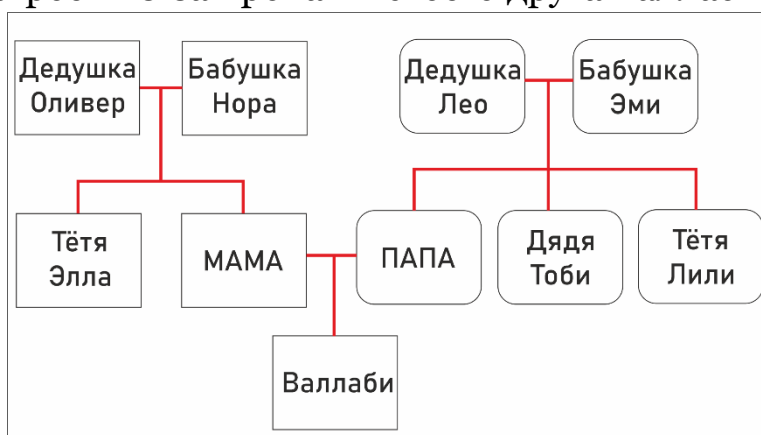 Дедушка
Оливер
Бабушка
Нора
Дедушка
Лео
Бабушка
Эми
Тётя
Элла
МАМА
ПАПА
Дядя
Тоби
Тётя
Лили
Валлаби